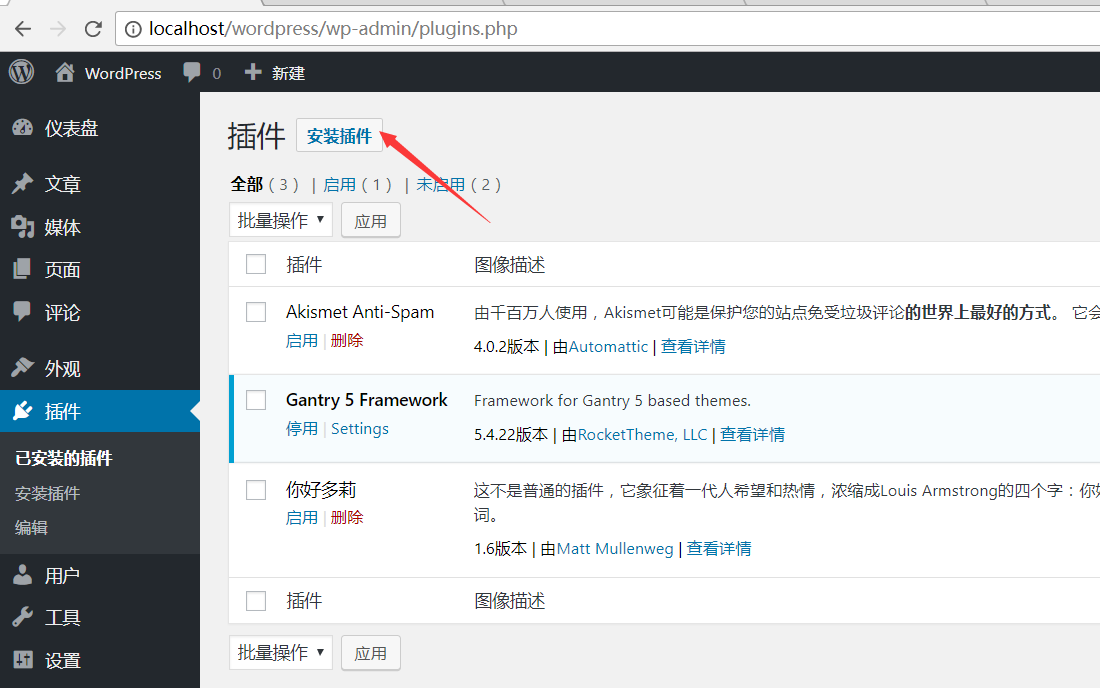 localhost/wordpress/wp-admin/plugins.php
WordPress 0 新建
仪表盘
文章
媒体
页面
评论
外观
插件
已安装的插件
安装插件
编辑
用户
工具
设置
插件 安装插件
全部 ( 3 ) | 启用 ( 1 ) | 未启用 ( 2 )
批量操作 应用
插件 图像描述
Akismet Anti-Spam
启用 | 删除
由千百万人使用，Akismet可能是保护您的站点免受垃圾评论的世界上最好的方式。 它会
4.0.2版本 | 由Automattic | 查看详情
Gantry 5 Framework
停用 | Settings
Framework for Gantry 5 based themes.
5.4.22版本 | 由RocketTheme, LLC | 查看详情
你好多莉
启用 | 删除
这不是普通的插件，它象征着一代人希望和热情，浓缩成Louis Armstrong的四个字：你好
词。
1.6版本 | 由Matt Mullenweg | 查看详情
插件 图像描述
批量操作 应用